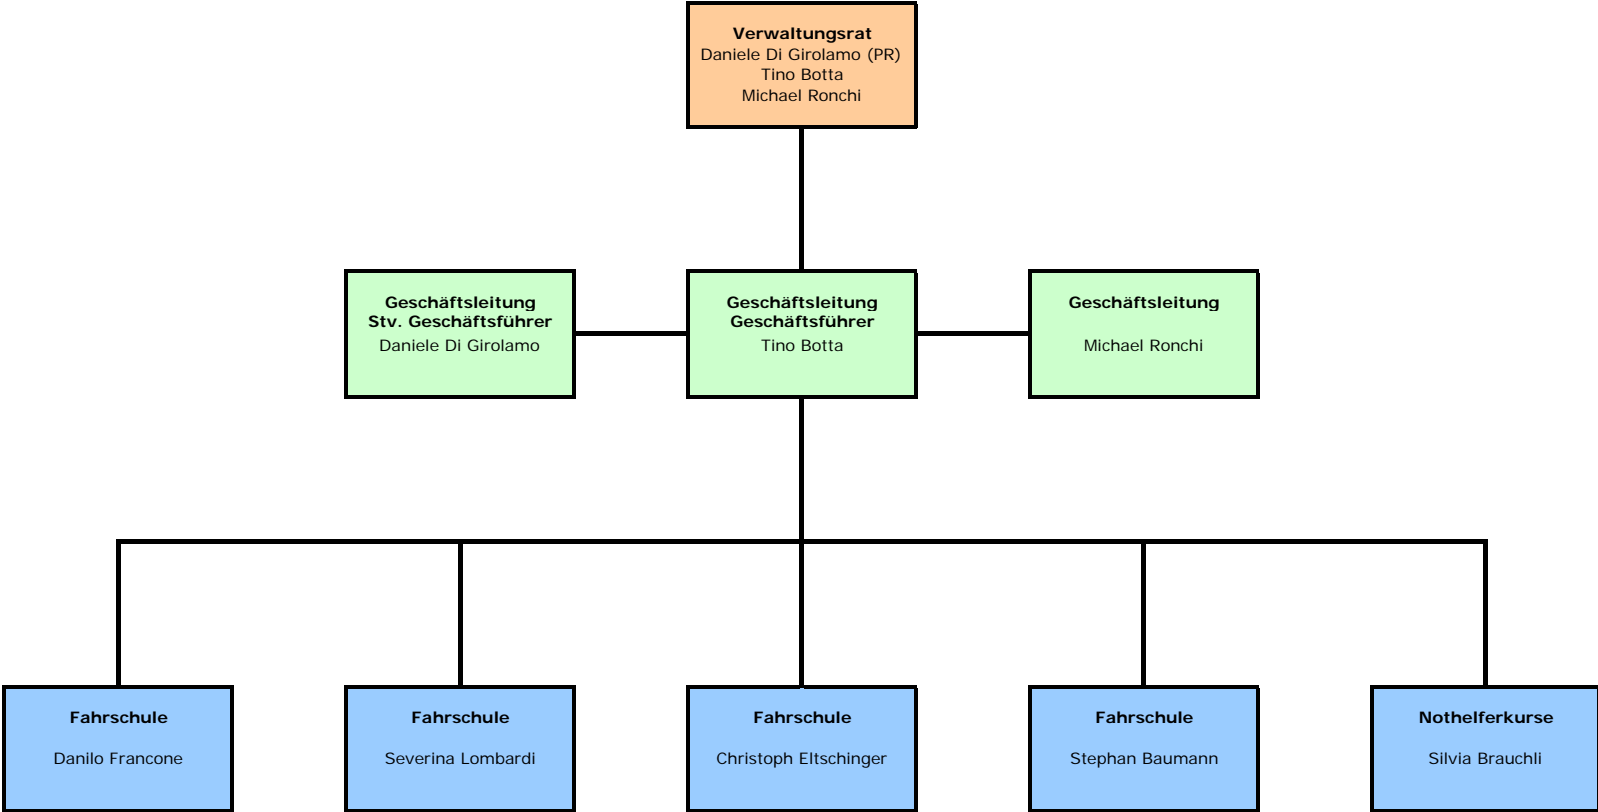 Verwaltungsrat
Daniele Di Girolamo (PR)
Tino Botta
Michael Ronchi
Geschäftsleitung
Stv. Geschäftsführer
Daniele Di Girolamo
Geschäftsleitung
Geschäftsführer
Tino Botta
Geschäftsleitung
Michael Ronchi
Fahrschule
Danilo Francone
Fahrschule
Severina Lombardi
Fahrschule
Christoph Eltschinger
Fahrschule
Stephan Baumann
Nothelferkurse
Silvia Brauchli